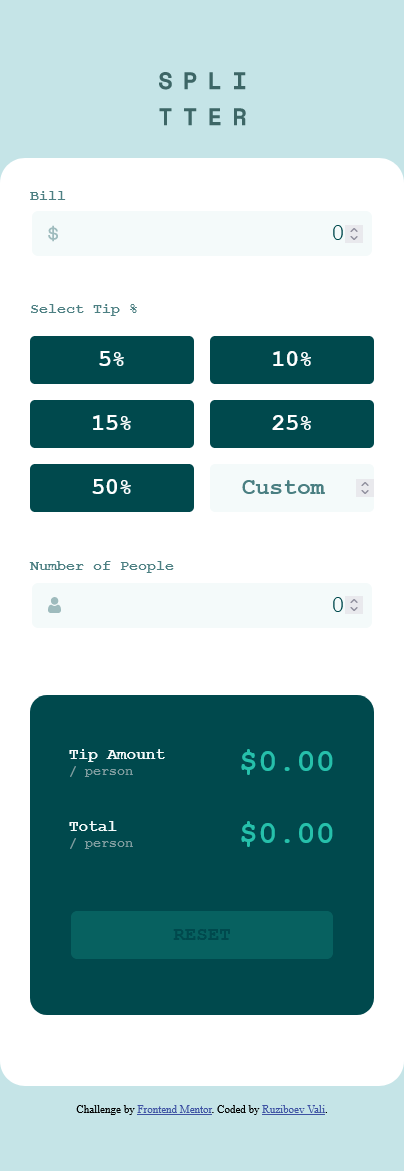 SPLI
TTER
Bill
$ 0
Select Tip %
5% 10%
15% 25%
50% Custom
Number of People
0
Tip Amount $0.00
/ person
Total $0.00
/ person
RESET
Challenge by Frontend Mentor. Coded by Ruziboev Vali.